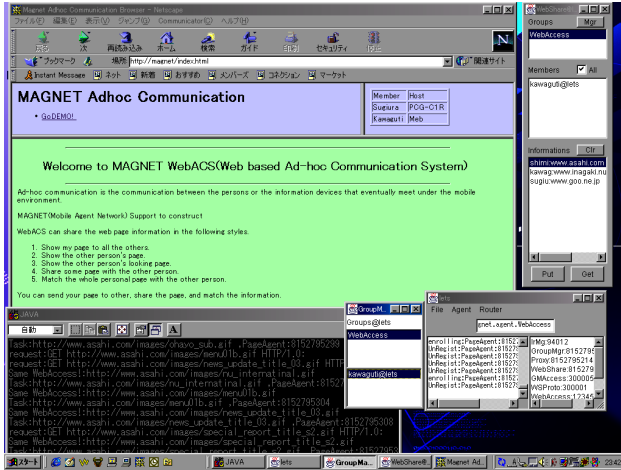 Magnet Adhoc Communication Browser - Netscape
ファイル(F) 編集(E) 表示(V) ジャンプ(G) Communicator(C) ヘルプ(H)
戻る 次 再読み込み ホーム 検索 ガイド 印刷 セキュリティ 停止
ブックマーク 場所 http://magnet/index.html 関連サイト
Instant Message ネット 新着 おすすめ メンバーズ コネクション マーケット
MAGNET Adhoc Communication
• GoDEMO!
Member Host
Sugiura PCG-C1R
Kawaguti Meb
Welcome to MAGNET WebACS(Web based Ad-hoc Communication System)
Ad-hoc communication is the communication between the persons or the information devices that eventually meet under the mobile
environment.
MAGNET(Mobile Agent Network) Support to construct
WebACS can share the web page information in the following styles.
1. Show my page to all the others.
2. Show the other person's page.
3. Show the other person's looking page.
4. Share some page with the other person.
5. Match the whole personal page with the other person.
You can send your page to other, share the page, and match the information.
WebShare@
Groups Mgr
WebAccess
Members All
kawaguti@lets
Informations Clr
shimi:www.asahi.com
kawag:www.inagaki.nu
sugiu:www.goo.ne.jp
Put Get
JAVA
自動
Task:http://www.asahi.com/images/ohayo_sub.gif .PageAgent:8152795299
request:GET http://www.asahi.com/images/menu01b.gif HTTP/1.0:
request:GET http://www.asahi.com/images/news_update_title_03.gif HTTP
Same WebAccess!http://www.asahi.com/images/nu_internatinal.gif
Task:http://www.asahi.com/images/nu_internatinal.gif .PageAgent:81527
Same WebAccess!http://www.asahi.com/images/menu01b.gif
Task:http://www.asahi.com/images/menu01b.gif .PageAgent:8152795304
Same WebAccess!http://www.asahi.com/images/news_update_title_03.gif
Task:http://www.asahi.com/images/news_update_title_03.gif .PageAgent:8152795308
request:GET http://www.asahi.com/images/special_report_title_s2.gif HTTP/1.0:
Same WebAccess!http://www.asahi.com/images/special_report_title_s2.gif
GroupM..
Groups@lets
WebAccess
kawaguti@lets
lets
File Agent Router
gnet.agent.WebAccess
enrolling:PageAgent:8152
UnRegist:PageAgent:8152
UnRegist:PageAgent:8152
UnRegist:PageAgent:8152
enrolling:PageAgent:8152
UnRegist:PageAgent:8152
IrMg:94012
GroupMgr:8152795
Proxy:8152795214
WebShare:815279
GMAccess:300005
WSProto:300001
WebAccess:12345
スタート JAVA lets GroupMa... WebShare@... Magnet Ad... 23:42